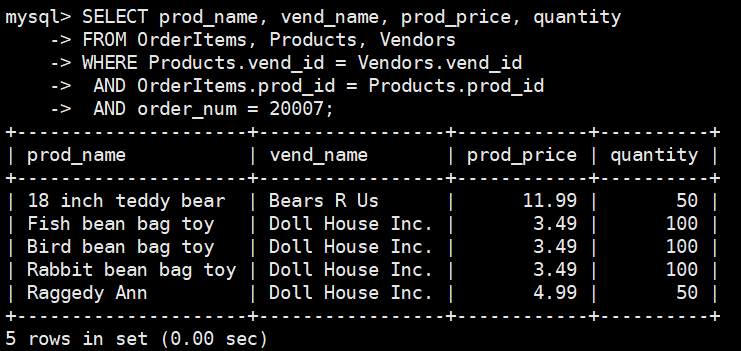 mysql> SELECT prod_name, vend_name, prod_price, quantity
    -> FROM OrderItems, Products, Vendors
    -> WHERE Products.vend_id = Vendors.vend_id
    ->  AND OrderItems.prod_id = Products.prod_id
    ->  AND order_num = 20007;
+---------------------+-----------------+------------+----------+
| prod_name           | vend_name       | prod_price | quantity |
+---------------------+-----------------+------------+----------+
| 18 inch teddy bear  | Bears R Us      |      11.99 |       50 |
| Fish bean bag toy   | Doll House Inc. |       3.49 |      100 |
| Bird bean bag toy   | Doll House Inc. |       3.49 |      100 |
| Rabbit bean bag toy | Doll House Inc. |       3.49 |      100 |
| Raggedy Ann         | Doll House Inc. |       4.99 |       50 |
+---------------------+-----------------+------------+----------+
5 rows in set (0.00 sec)